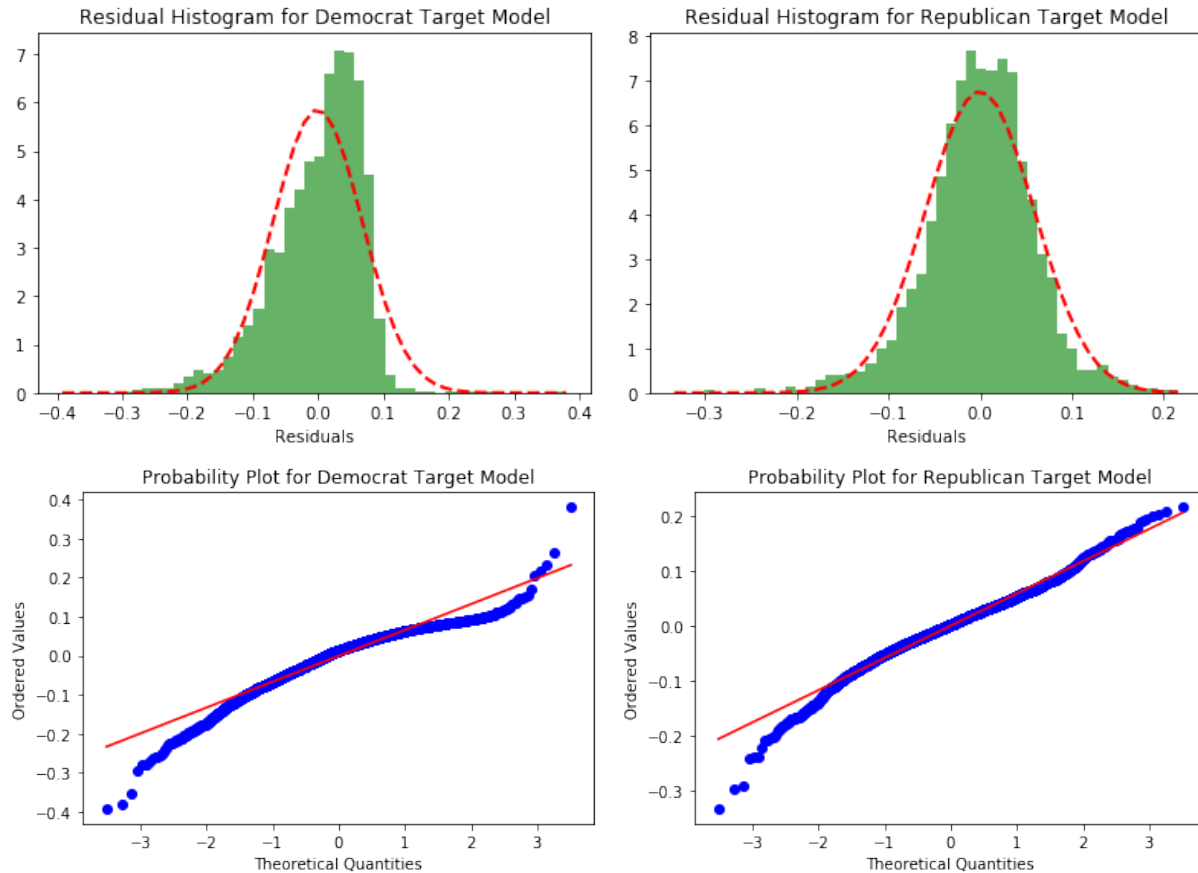 Residual Histogram for Democrat Target Model
7
6
5
4
3
2
1
0
−0.4 −0.3 −0.2 −0.1 0.0 0.1 0.2 0.3 0.4
Residuals
Residual Histogram for Republican Target Model
8
7
6
5
4
3
2
1
0
−0.3 −0.2 −0.1 0.0 0.1 0.2
Residuals
Probability Plot for Democrat Target Model
Ordered Values
0.4
0.3
0.2
0.1
0.0
−0.1
−0.2
−0.3
−0.4
−3 −2 −1 0 1 2 3
Theoretical Quantities
Probability Plot for Republican Target Model
Ordered Values
0.2
0.1
0.0
−0.1
−0.2
−0.3
−3 −2 −1 0 1 2 3
Theoretical Quantities